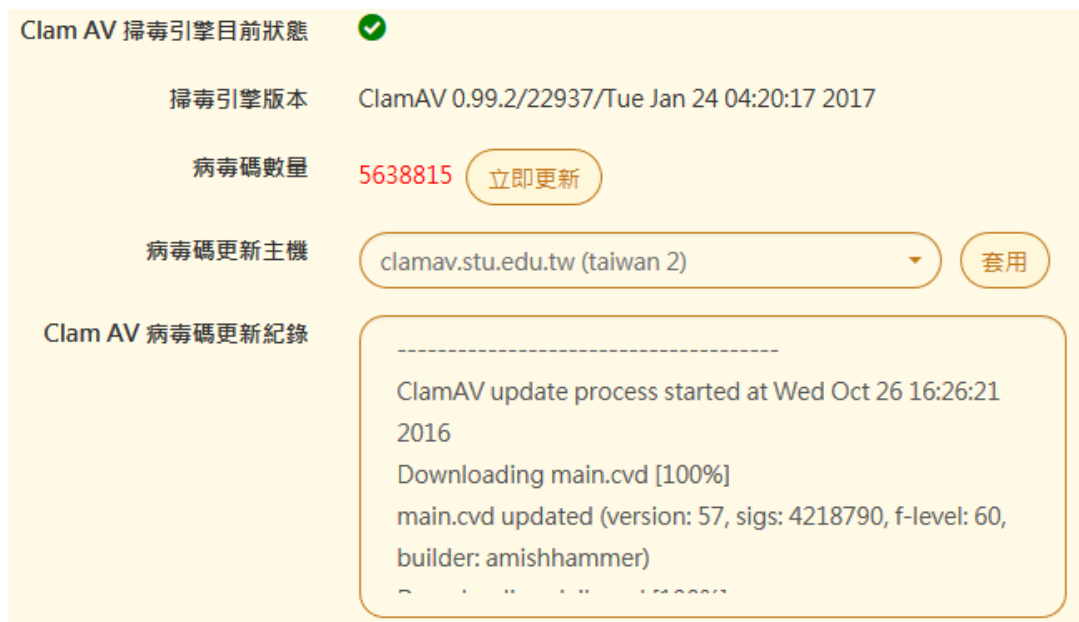 Clam AV 掃毒引擎目前狀態
掃毒引擎版本 ClamAV 0.99.2/22937/Tue Jan 24 04:20:17 2017
病毒碼數量 5638815 立即更新
病毒碼更新主機 clamav.stu.edu.tw (taiwan 2) 套用
Clam AV 病毒碼更新紀錄
--------------------------------------
ClamAV update process started at Wed Oct 26 16:26:21
2016
Downloading main.cvd [100%]
main.cvd updated (version: 57, sigs: 4218790, f-level: 60,
builder: amishhammer)